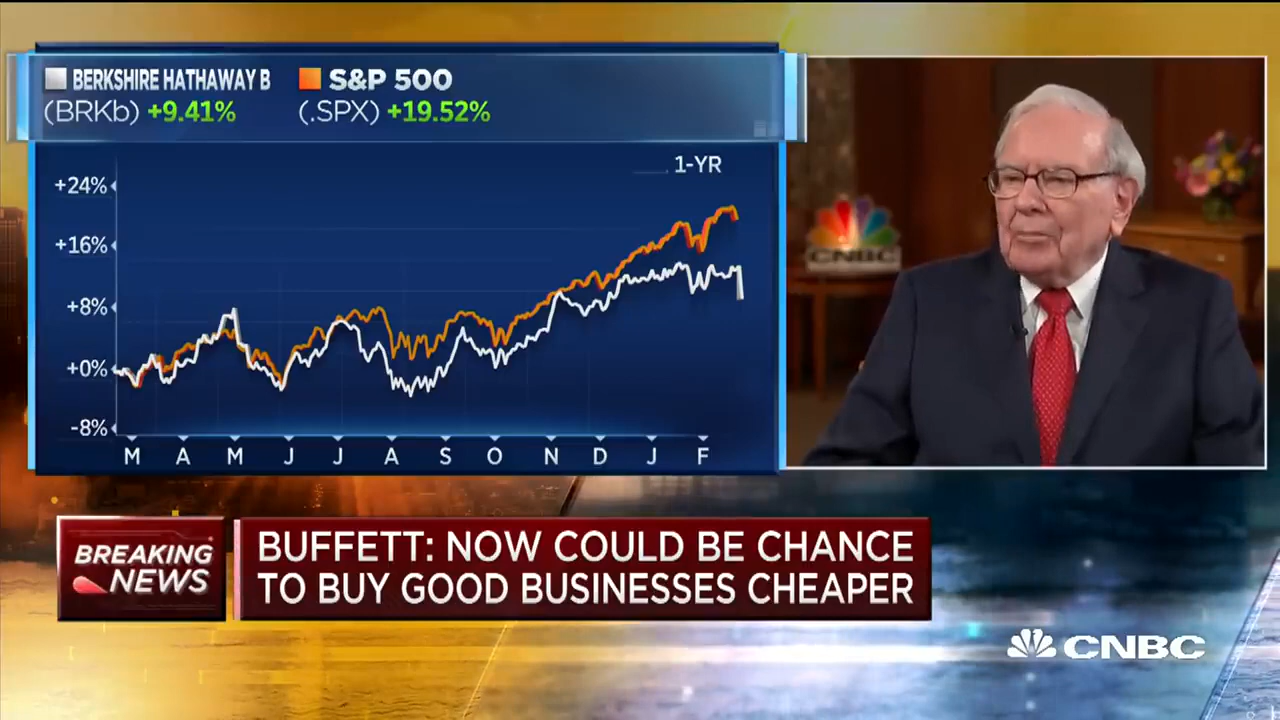 BERKSHIRE HATHAWAY B
(BRKb) +9.41%
S&P 500
(.SPX) +19.52%
1-YR
+24%
+16%
+8%
+0%
-8%
M A M J J A S O N D J F
CNBC
BREAKING
NEWS
BUFFETT: NOW COULD BE CHANCE
TO BUY GOOD BUSINESSES CHEAPER
CNBC